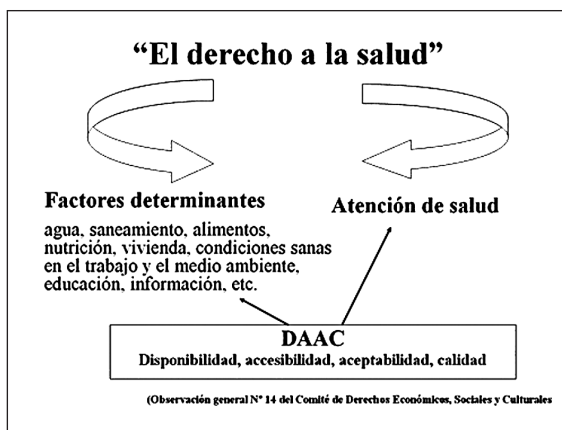 “El derecho a la salud”
Factores determinantes
agua, saneamiento, alimentos,
nutrición, vivienda, condiciones sanas
en el trabajo y el medio ambiente,
educación, información, etc.
Atención de salud
DAAC
Disponibilidad, accesibilidad, aceptabilidad, calidad
(Observación general N° 14 del Comité de Derechos Económicos, Sociales y Culturales